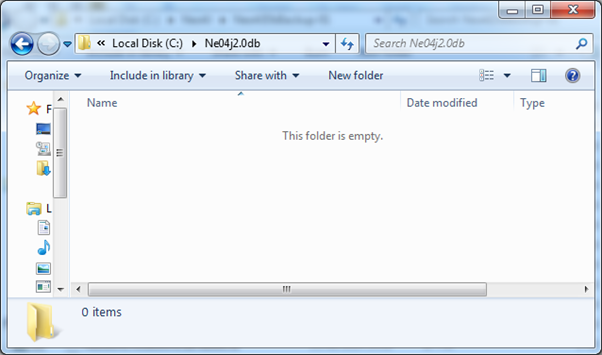 « Local Disk (C:) ▸ Ne04j2.0db
Search Ne04j2.0db
Organize ▾ Include in library ▾ Share with ▾ New folder
Name Date modified Type
This folder is empty.
F
L
0 items